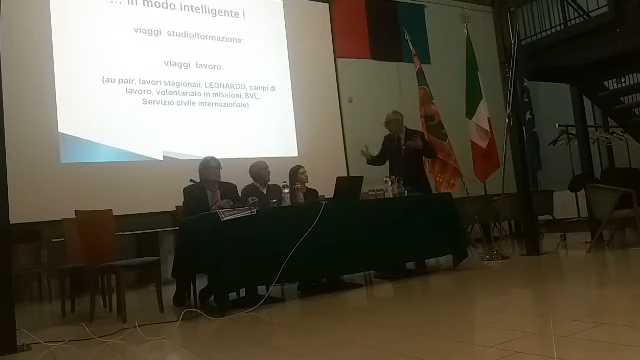 ... in modo intelligente !
viaggi studio/formazione:
viaggi lavoro:
(au pair, lavori stagionali, LEONARDO, campi di
lavoro, volontariato in missioni, SVE,
Servizio civile internazionale)